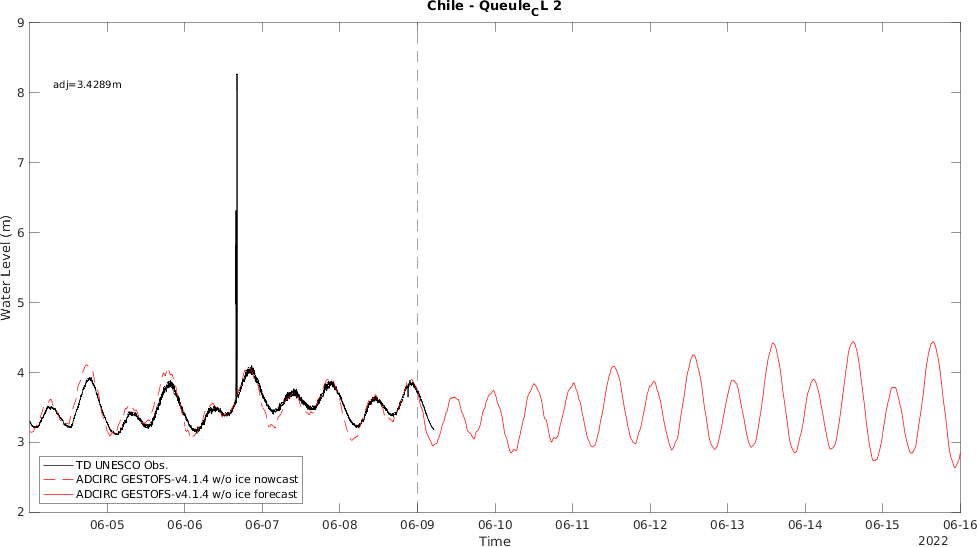 Chile - Queule_CL 2
adj=3.4289m
Water Level (m)
9
8
7
6
5
4
3
2
TD UNESCO Obs.
ADCIRC GESTOFS-v4.1.4 w/o ice nowcast
ADCIRC GESTOFS-v4.1.4 w/o ice forecast
06-05 06-06 06-07 06-08 06-09 06-10 06-11 06-12 06-13 06-14 06-15 06-16
Time
2022